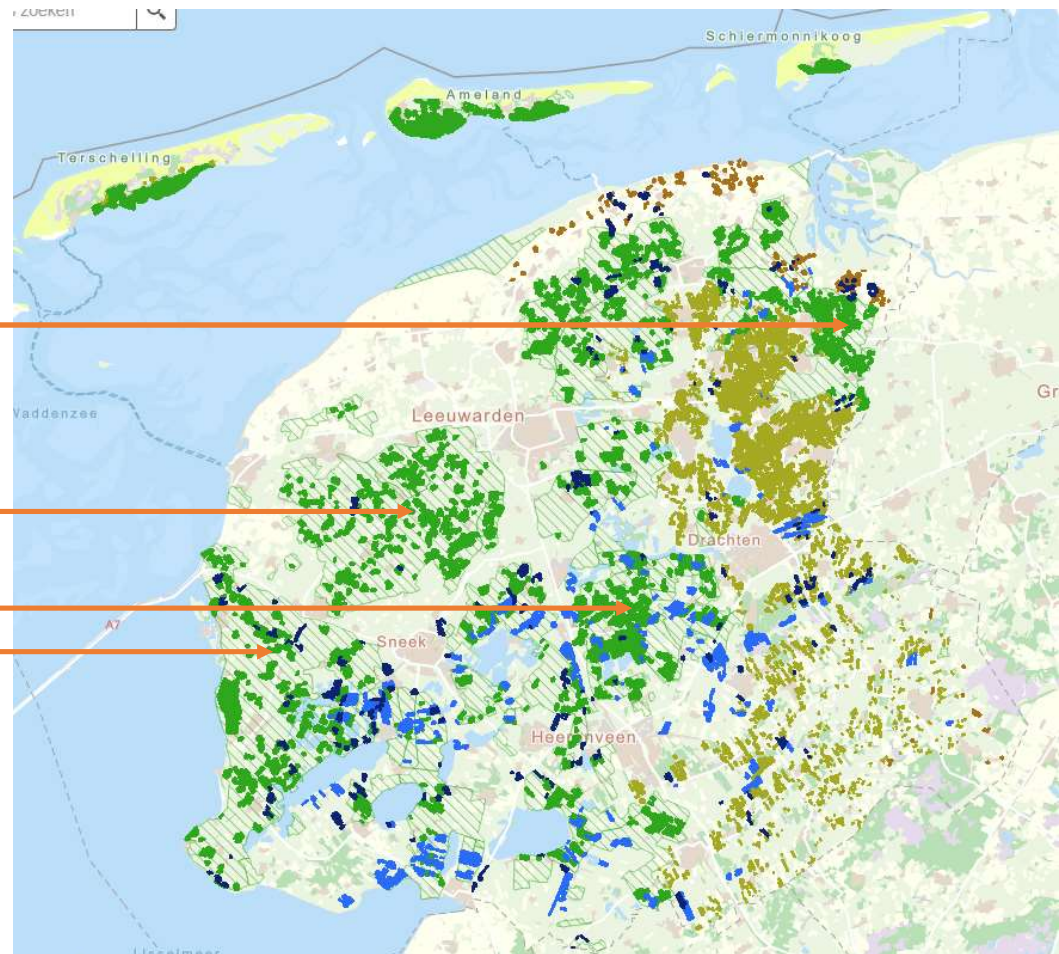 zoeken
Schiermonnikoog
Ameland
Terschelling
Leeuwarden
Waddenzee
Gr
Drachten
A7
Sneek
Heerenveen
IJsselmeer